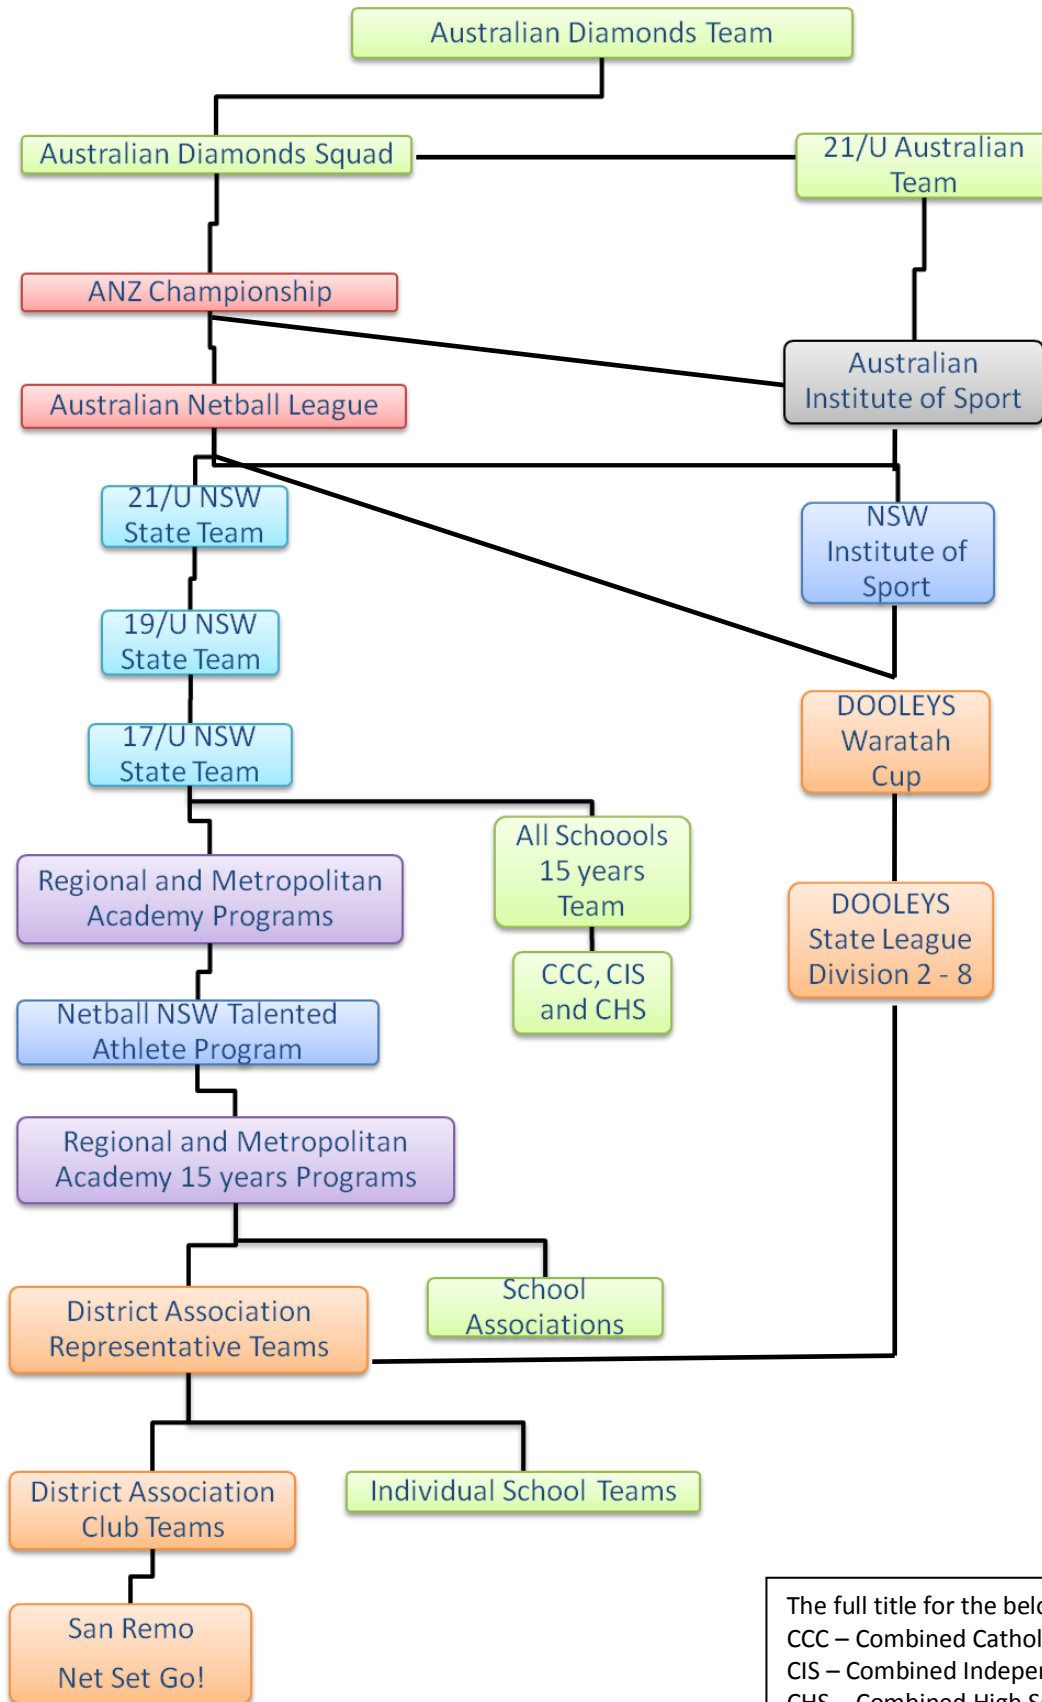 Australian Diamonds Team
Australian Diamonds Squad
21/U Australian
Team
ANZ Championship
Australian
Institute of Sport
Australian Netball League
21/U NSW
State Team
NSW
Institute of
Sport
19/U NSW
State Team
DOOLEYS
Waratah
Cup
17/U NSW
State Team
All Schoools
15 years
Team
Regional and Metropolitan
Academy Programs
DOOLEYS
State League
Division 2 - 8
CCC, CIS
and CHS
Netball NSW Talented
Athlete Program
Regional and Metropolitan
Academy 15 years Programs
School
Associations
District Association
Representative Teams
District Association
Club Teams
Individual School Teams
San Remo
Net Set Go!
The full title for the
CCC – Combined
CIS – Combined
CHS – Combined High